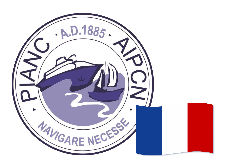 PIANC · A.D.1885 · AIPCN
NAVIGARE NECESSE